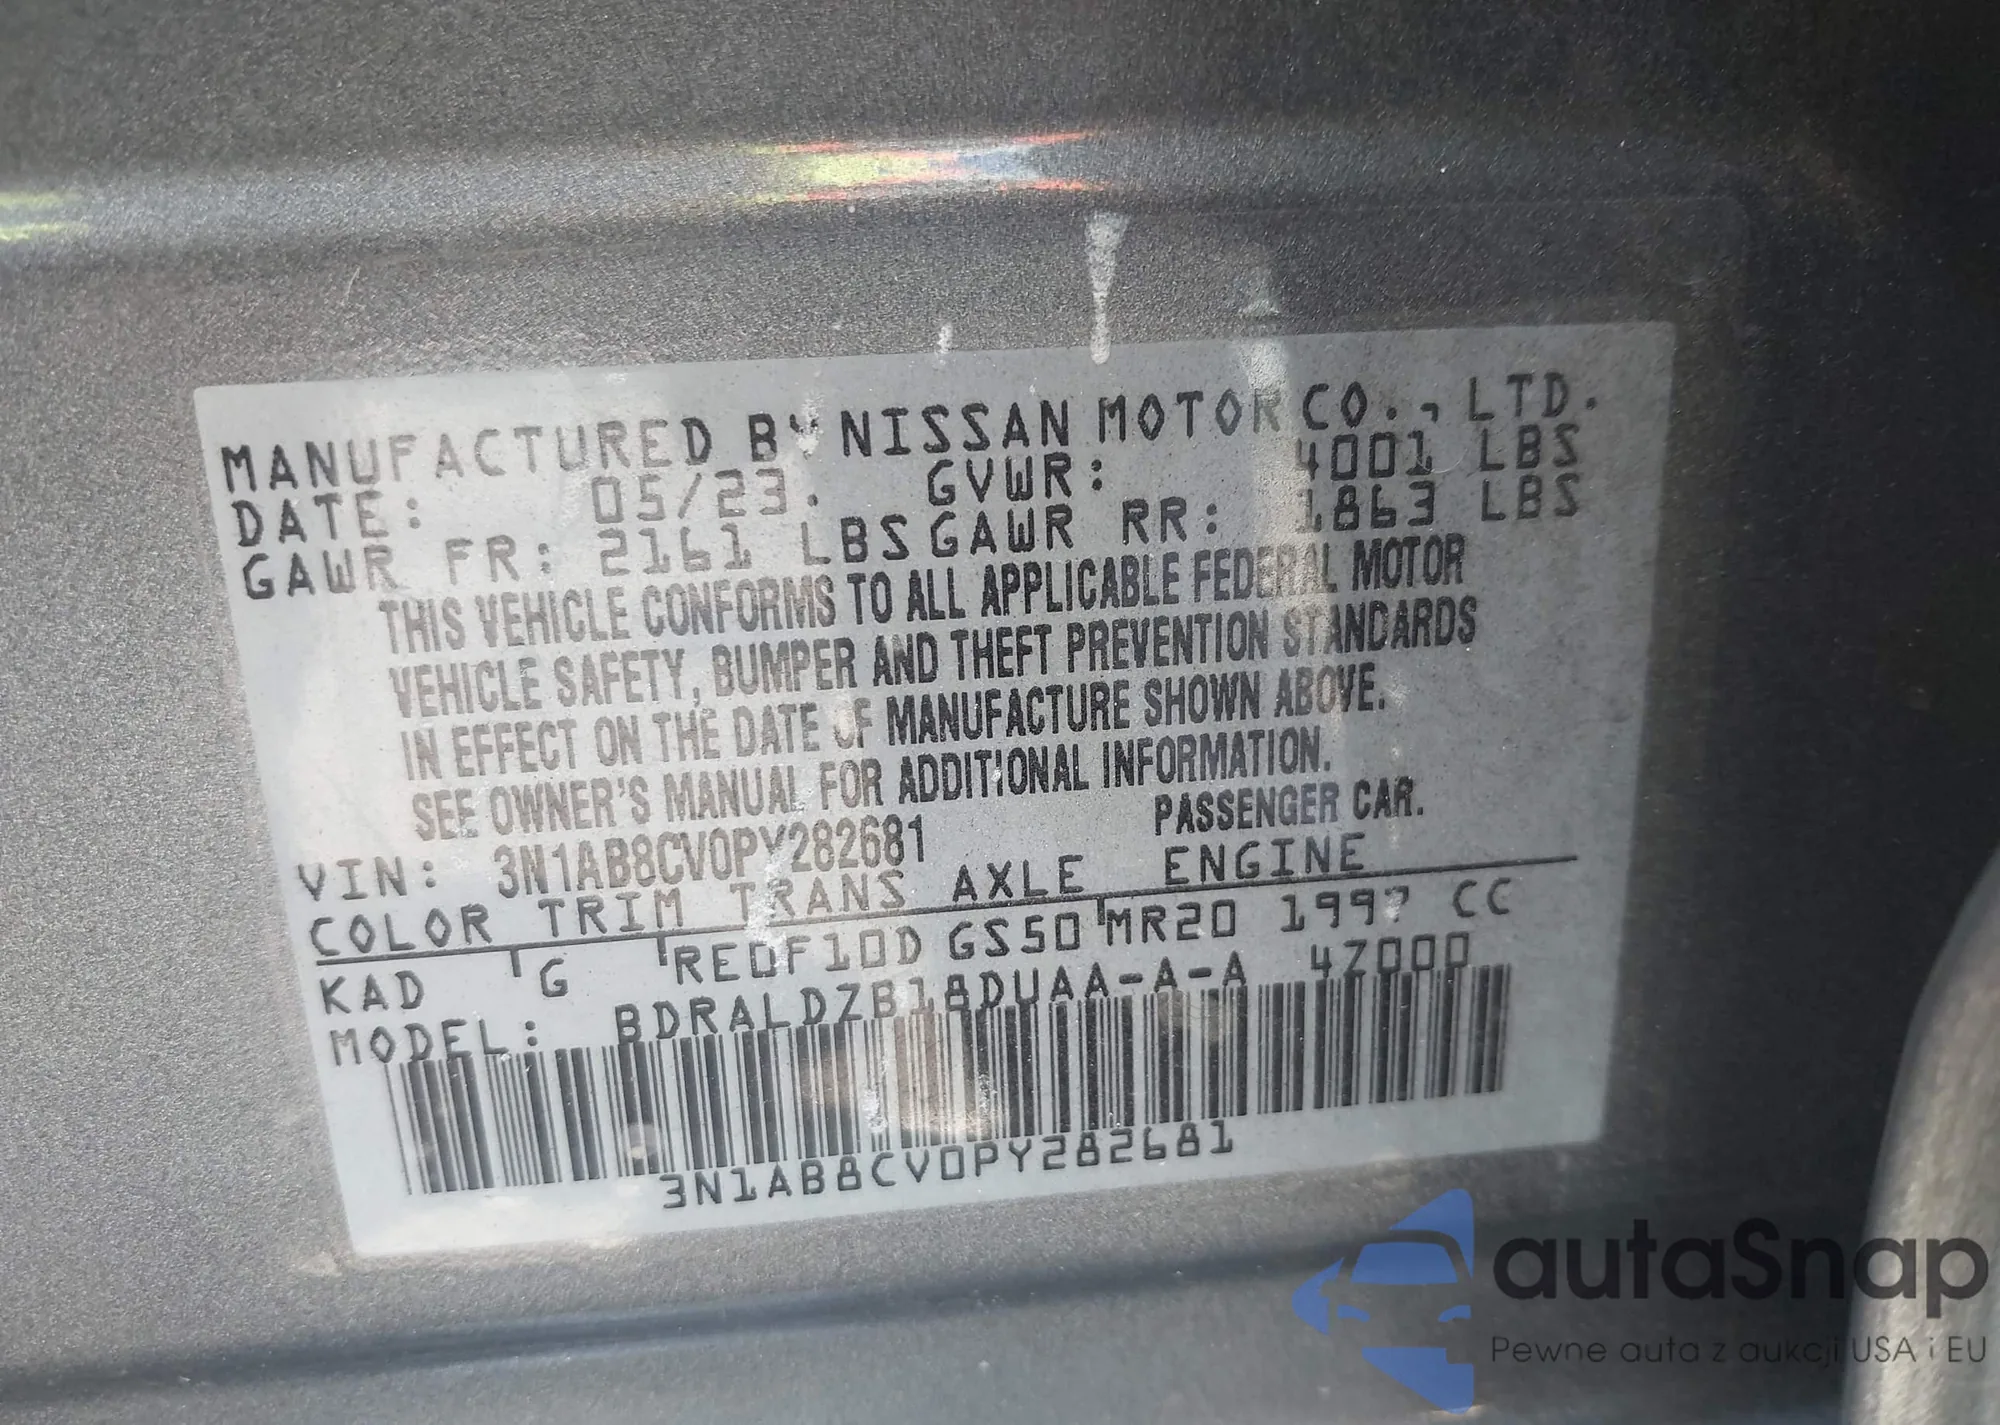 MANUFACTURED BY NISSAN MOTOR CO., LTD.
DATE: 05/23. GVWR: 4001 LBS
GAWR FR: 2161 LBS GAWR RR: 1863 LBS
THIS VEHICLE CONFORMS TO ALL APPLICABLE FEDERAL MOTOR
VEHICLE SAFETY, BUMPER AND THEFT PREVENTION STANDARDS
IN EFFECT ON THE DATE OF MANUFACTURE SHOWN ABOVE.
SEE OWNER'S MANUAL FOR ADDITIONAL INFORMATION.
VIN: 3N1AB8CV0PY282681 PASSENGER CAR.
COLOR TRIM TRANS AXLE ENGINE
KAD G RE0F10D GS50 MR20 1997 CC
MODEL: BDRALDZB18DUAA-A-A 4Z000
3N1AB8CV0PY282681
autaSnap
Pewne auta z aukcji USA i EU